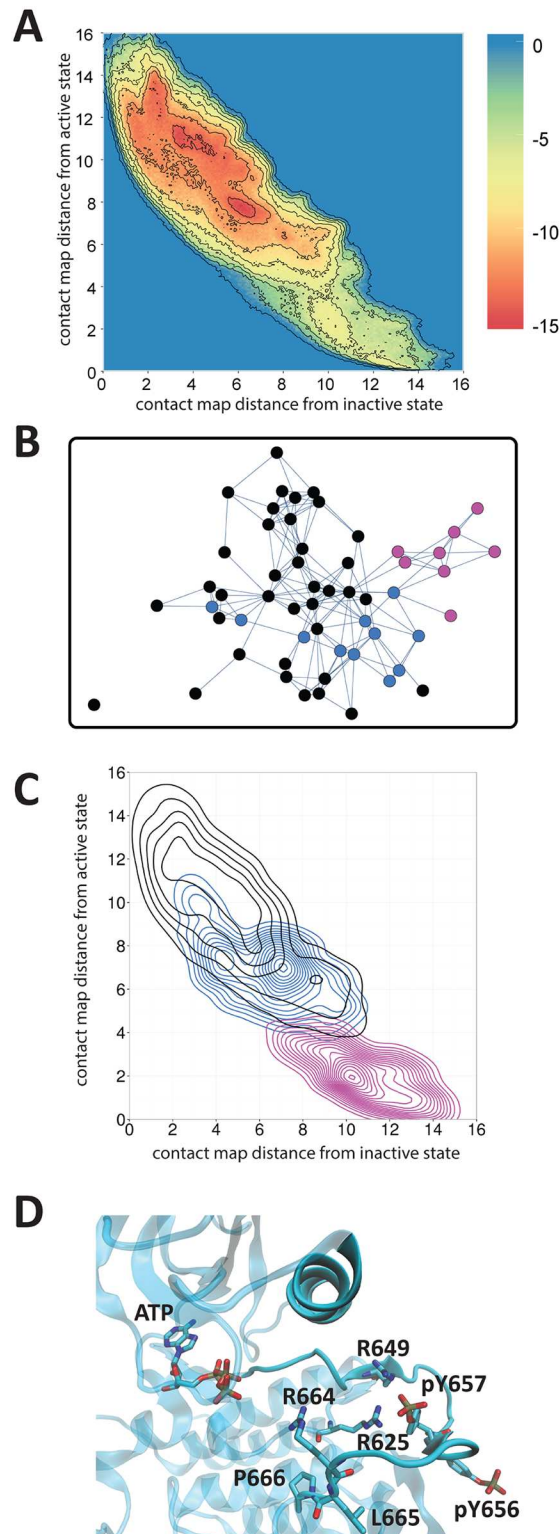 A
16
14
12
10
8
6
4
2
0
contact map distance from active state
0 2 4 6 8 10 12 14 16
contact map distance from inactive state
0
-5
-10
-15
B
C
16
14
12
10
8
6
4
2
0
contact map distance from active state
0 2 4 6 8 10 12 14 16
contact map distance from inactive state
D
ATP
R649
R664
pY657
R625
P666
L665
pY656